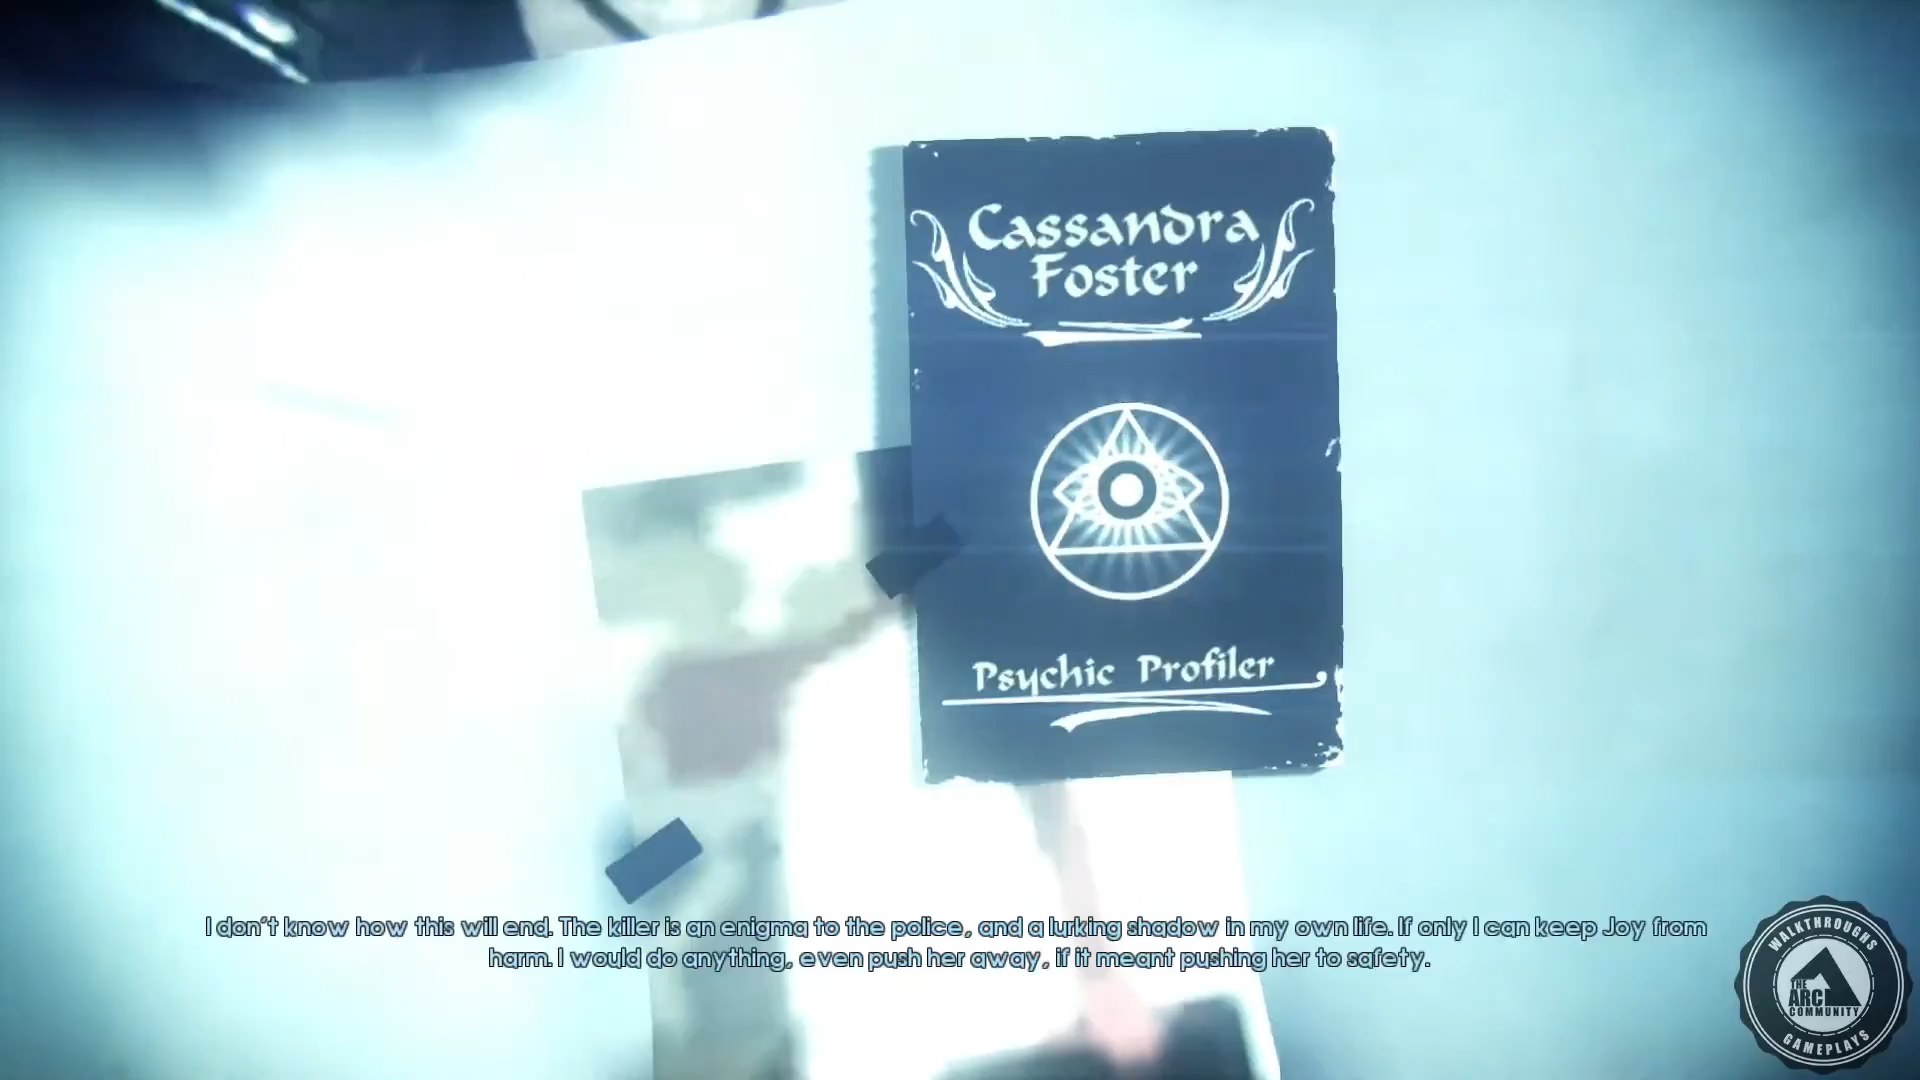 Cassandra
Foster
Psychic Profiler
I don't know how this will end. The killer is an enigma to the police, and a lurking shadow in my own life. If only I can keep Joy from
harm. I would do anything, even push her away, if it meant pushing her to safety.
WALKTHROUGHS
THE
ARC
COMMUNITY
GAMEPLAYS